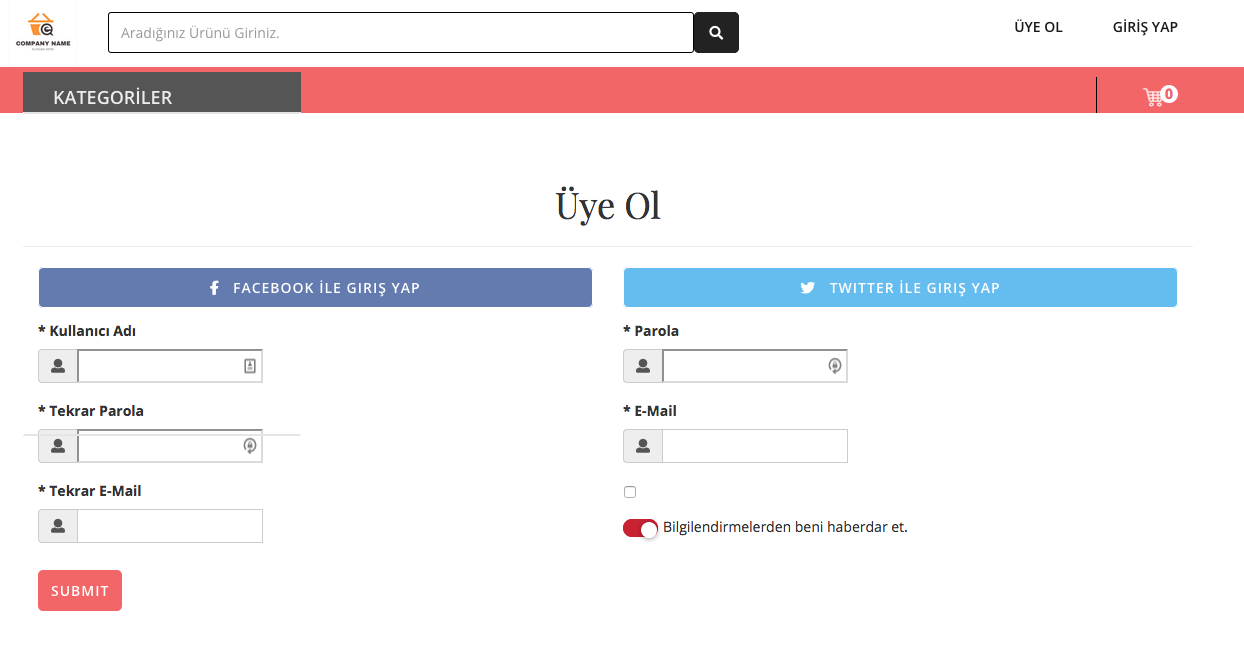 COMPANY NAME
Aradığınız Ürünü Giriniz.
ÜYE OL
GİRİŞ YAP
KATEGORİLER
0
Üye Ol
FACEBOOK İLE GIRIŞ YAP
TWITTER İLE GIRIŞ YAP
* Kullanıcı Adı
* Parola
* Tekrar Parola
* E-Mail
* Tekrar E-Mail
Bilgilendirmelerden beni haberdar et.
SUBMIT